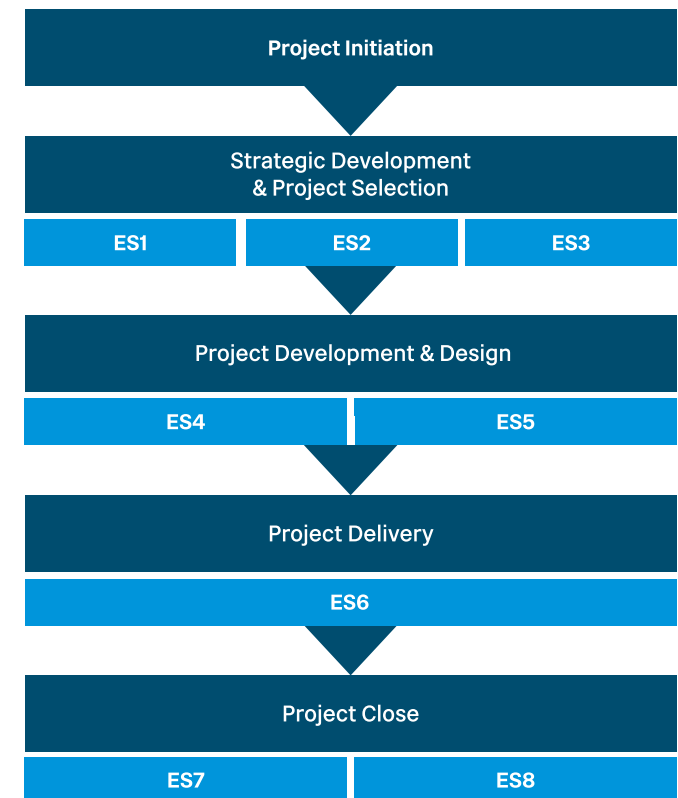 Project Initiation
Strategic Development
& Project Selection
ES1
ES2
ES3
Project Development & Design
ES4
ES5
Project Delivery
ES6
Project Close
ES7
ES8